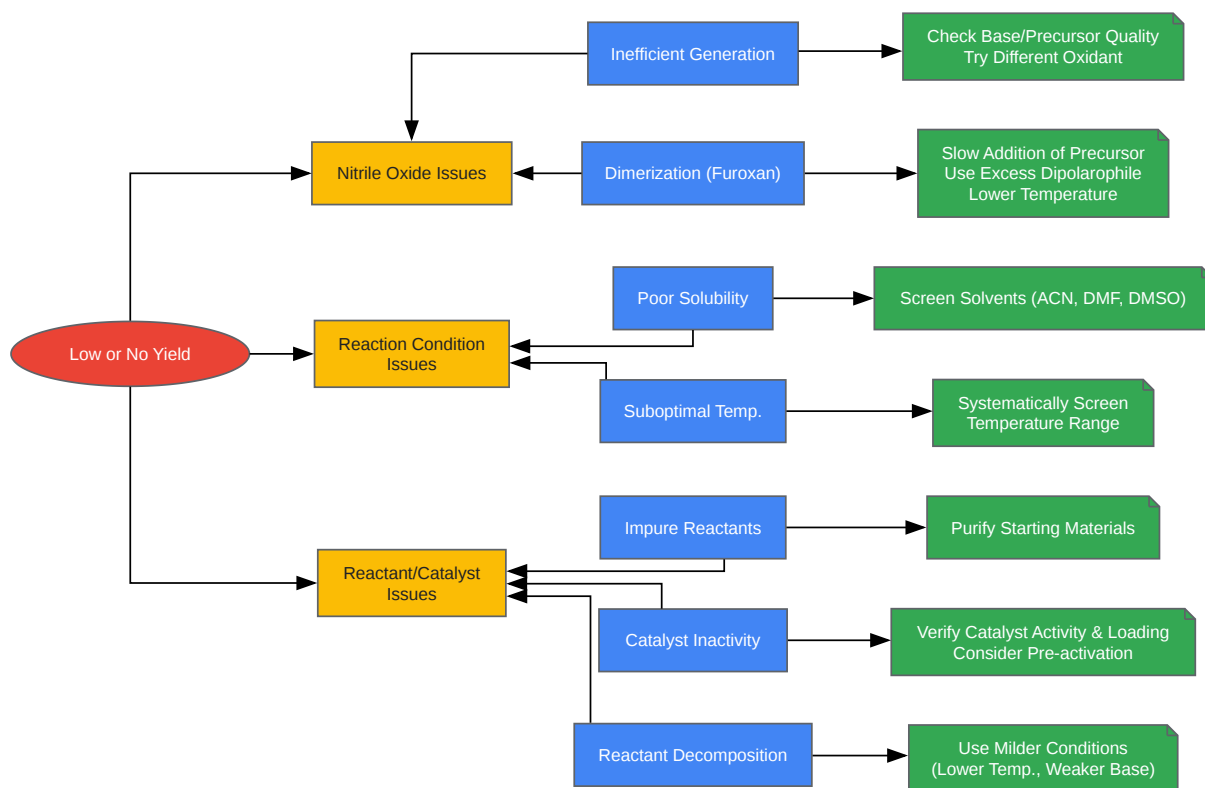 Inefficient Generation
Check Base/Precursor Quality
Try Different Oxidant
Nitrile Oxide Issues
Dimerization (Furoxan)
Slow Addition of Precursor
Use Excess Dipolarophile
Lower Temperature
Poor Solubility
Screen Solvents (ACN, DMF, DMSO)
Low or No Yield
Reaction Condition
Issues
Suboptimal Temp.
Systematically Screen
Temperature Range
Impure Reactants
Purify Starting Materials
Reactant/Catalyst
Issues
Catalyst Inactivity
Verify Catalyst Activity & Loading
Consider Pre-activation
Reactant Decomposition
Use Milder Conditions
(Lower Temp., Weaker Base)